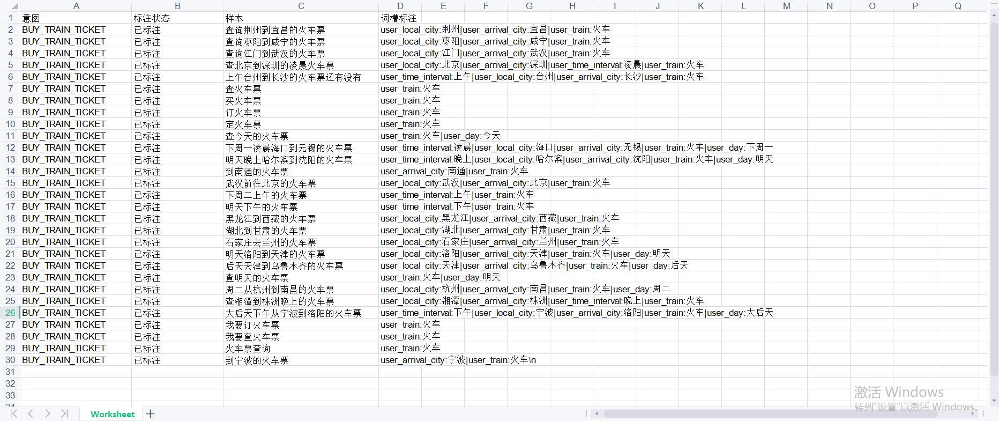 A B C D E F G H I J K L M N O P Q
1 意图 标注状态 样本 词槽标注
2 BUY_TRAIN_TICKET 已标注 查询荆州到宜昌的火车票 user_local_city:荆州|user_arrival_city:宜昌|user_train:火车
3 BUY_TRAIN_TICKET 已标注 查询枣阳到咸宁的火车票 user_local_city:枣阳|user_arrival_city:咸宁|user_train:火车
4 BUY_TRAIN_TICKET 已标注 查询江门到武汉的火车票 user_local_city:江门|user_arrival_city:武汉|user_train:火车
5 BUY_TRAIN_TICKET 已标注 查北京到深圳的凌晨火车票 user_local_city:北京|user_arrival_city:深圳|user_time_interval:凌晨|user_train:火车
6 BUY_TRAIN_TICKET 已标注 上午台州到长沙的火车票还有没有 user_time_interval:上午|user_local_city:台州|user_arrival_city:长沙|user_train:火车
7 BUY_TRAIN_TICKET 已标注 查火车票 user_train:火车
8 BUY_TRAIN_TICKET 已标注 买火车票 user_train:火车
9 BUY_TRAIN_TICKET 已标注 订火车票 user_train:火车
10 BUY_TRAIN_TICKET 已标注 定火车票 user_train:火车
11 BUY_TRAIN_TICKET 已标注 查今天的火车票 user_train:火车|user_day:今天
12 BUY_TRAIN_TICKET 已标注 下周一凌晨海口到无锡的火车票 user_time_interval:凌晨|user_local_city:海口|user_arrival_city:无锡|user_train:火车|user_day:下周一
13 BUY_TRAIN_TICKET 已标注 明天晚上哈尔滨到沈阳的火车票 user_time_interval:晚上|user_local_city:哈尔滨|user_arrival_city:沈阳|user_train:火车|user_day:明天
14 BUY_TRAIN_TICKET 已标注 到南通的火车票 user_arrival_city:南通|user_train:火车
15 BUY_TRAIN_TICKET 已标注 武汉前往北京的火车票 user_local_city:武汉|user_arrival_city:北京|user_train:火车
16 BUY_TRAIN_TICKET 已标注 下周二上午的火车票 user_time_interval:上午|user_train:火车
17 BUY_TRAIN_TICKET 已标注 明天下午的火车票 user_time_interval:下午|user_train:火车
18 BUY_TRAIN_TICKET 已标注 黑龙江到西藏的火车票 user_local_city:黑龙江|user_arrival_city:西藏|user_train:火车
19 BUY_TRAIN_TICKET 已标注 湖北到甘肃的火车票 user_local_city:湖北|user_arrival_city:甘肃|user_train:火车
20 BUY_TRAIN_TICKET 已标注 石家庄去兰州的火车票 user_local_city:石家庄|user_arrival_city:兰州|user_train:火车
21 BUY_TRAIN_TICKET 已标注 明天洛阳到天津的火车票 user_local_city:洛阳|user_arrival_city:天津|user_train:火车|user_day:明天
22 BUY_TRAIN_TICKET 已标注 后天天津到乌鲁木齐的火车票 user_local_city:天津|user_arrival_city:乌鲁木齐|user_train:火车|user_day:后天
23 BUY_TRAIN_TICKET 已标注 查明天的火车票 user_train:火车|user_day:明天
24 BUY_TRAIN_TICKET 已标注 周二从杭州到南昌的火车票 user_local_city:杭州|user_arrival_city:南昌|user_train:火车|user_day:周二
25 BUY_TRAIN_TICKET 已标注 查湘潭到株洲晚上的火车票 user_local_city:湘潭|user_arrival_city:株洲|user_time_interval:晚上|user_train:火车
26 BUY_TRAIN_TICKET 已标注 大后天下午从宁波到洛阳的火车票 user_time_interval:下午|user_local_city:宁波|user_arrival_city:洛阳|user_train:火车|user_day:大后天
27 BUY_TRAIN_TICKET 已标注 我要订火车票 user_train:火车
28 BUY_TRAIN_TICKET 已标注 我要查火车票 user_train:火车
29 BUY_TRAIN_TICKET 已标注 火车票查询 user_train:火车
30 BUY_TRAIN_TICKET 已标注 到宁波的火车票 user_arrival_city:宁波|user_train:火车\n
31
32
33
34
激活 Windows
转到“设置”以激活 Windows。
Worksheet